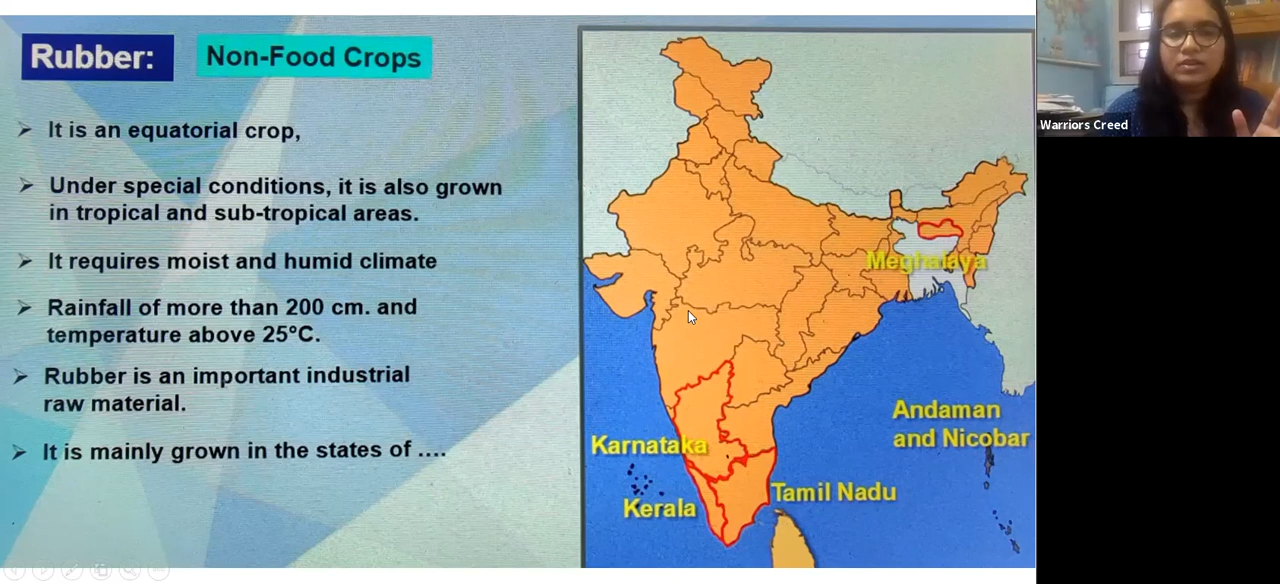 Rubber:
Non-Food Crops
➢ It is an equatorial crop,
➢ Under special conditions, it is also grown
in tropical and sub-tropical areas.
➢ It requires moist and humid climate
➢ Rainfall of more than 200 cm. and
temperature above 25°C.
➢ Rubber is an important industrial
raw material.
➢ It is mainly grown in the states of ....
Meghalaya
Andaman
and Nicobar
Karnataka
Tamil Nadu
Kerala
Warriors Creed